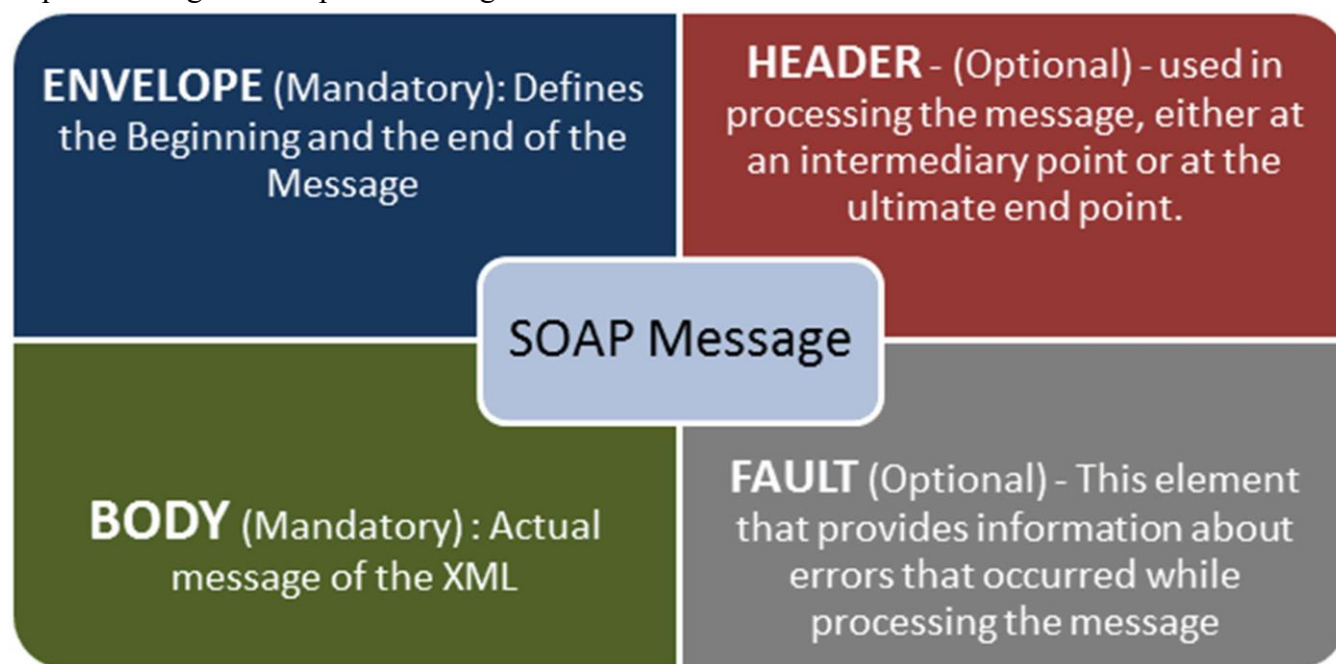 ENVELOPE (Mandatory): Defines
the Beginning and the end of the
Message
HEADER - (Optional) - used in
processing the message, either at
an intermediary point or at the
ultimate end point.
SOAP Message
BODY (Mandatory) : Actual
message of the XML
FAULT (Optional) - This element
that provides information about
errors that occurred while
processing the message